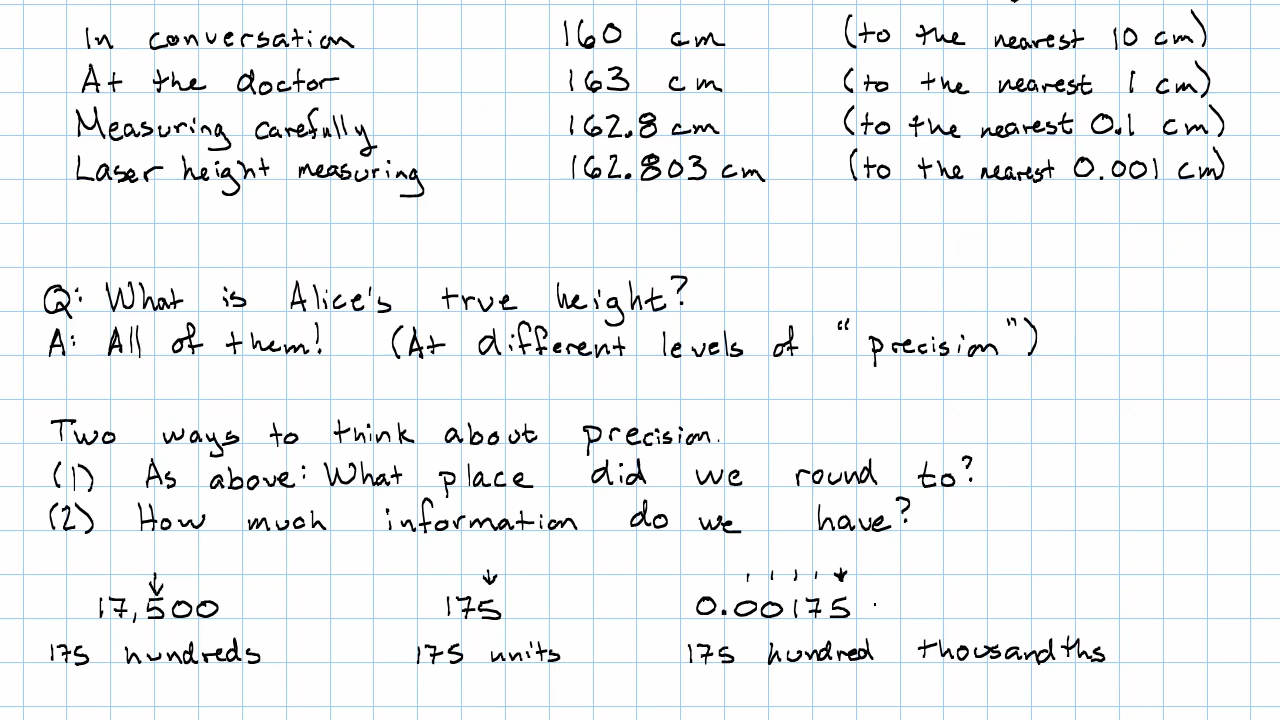 In conversation 160 cm (to the nearest 10 cm)
At the doctor 163 cm (to the nearest 1 cm)
Measuring carefully 162.8 cm (to the nearest 0.1 cm)
Laser height measuring 162.803 cm (to the nearest 0.001 cm)
Q: What is Alice's true height?
A: All of them! (At different levels of "precision")
Two ways to think about precision.
(1) As above: What place did we round to?
(2) How much information do we have?
17,500 175 0.00175
175 hundreds 175 units 175 hundred thousandths